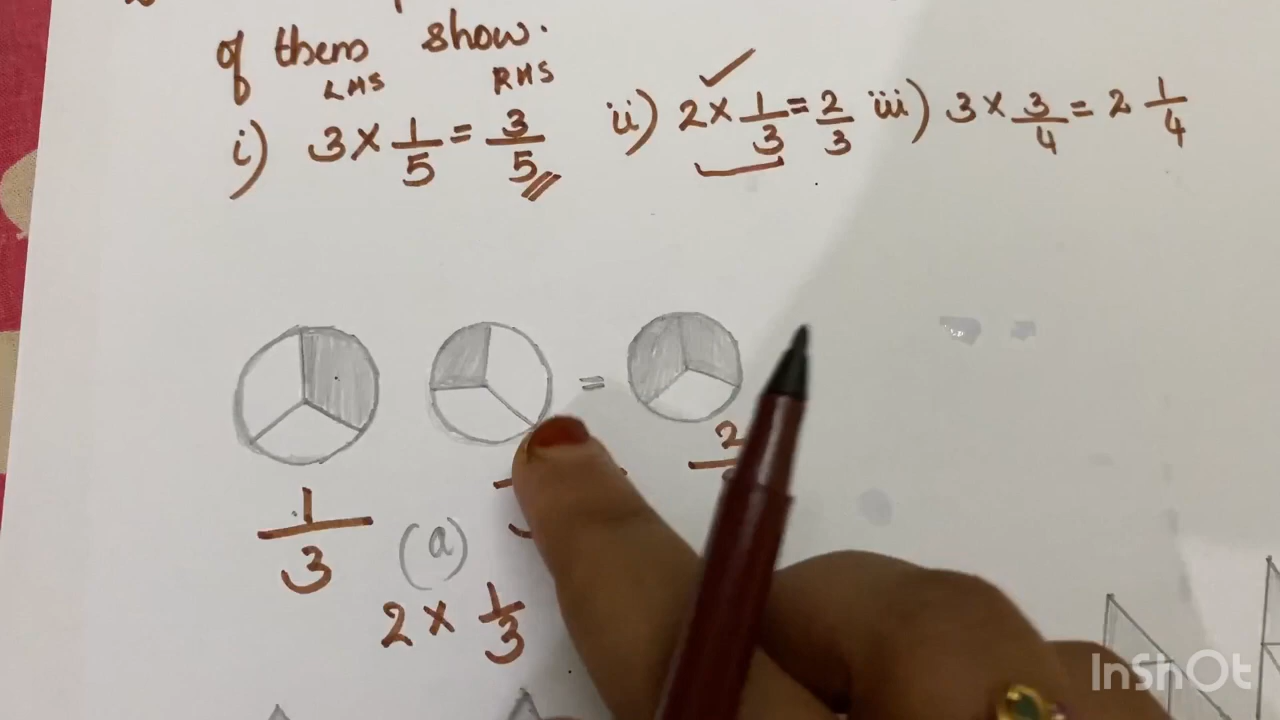 of them show.
LHS RHS
i) 3 × 1/5 = 3/5 ii) 2 × 1/3 = 2/3 iii) 3 × 3/4 = 2 1/4
=
1/3 2
(a)
2 × 1/3
InShOt